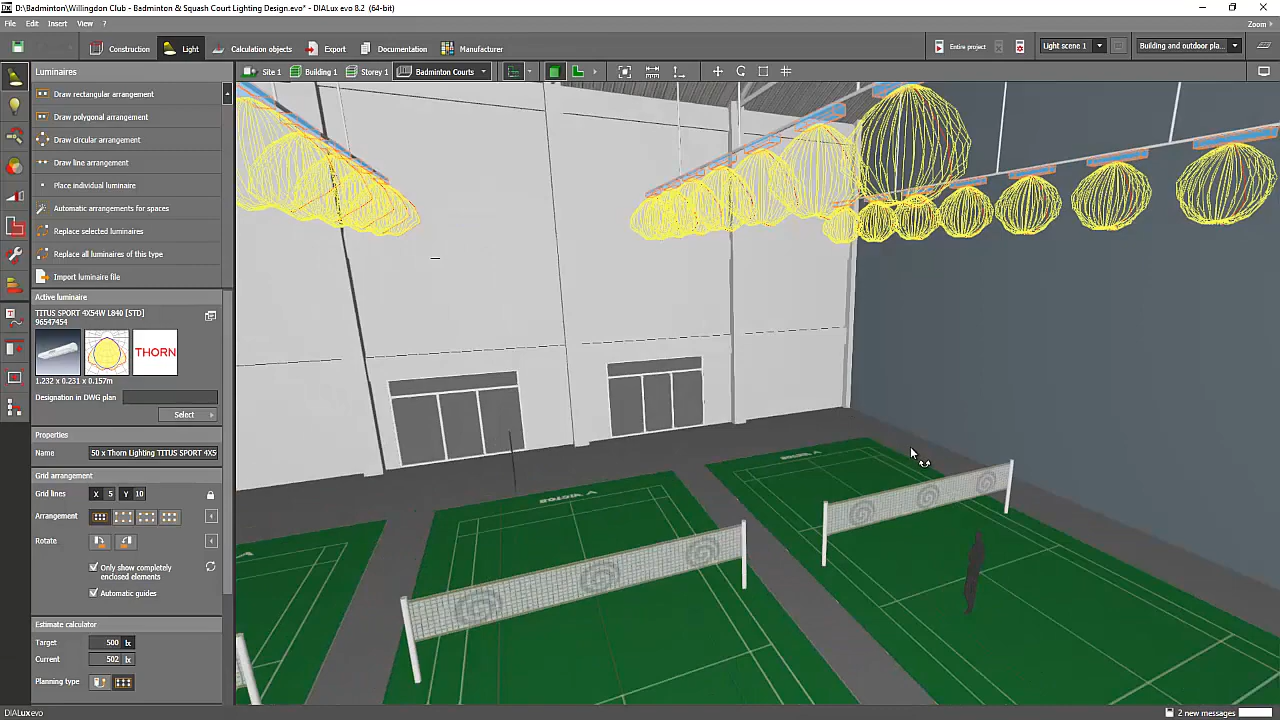 D:\Badminton\Willingdon Club - Badminton & Squash Court Lighting Design.evo* - DIALux evo 8.2 (64-bit)
File Edit Insert View ?
Zoom
Construction Light Calculation objects Export Documentation Manufacturer
Entire project Light scene 1 Building and outdoor pla...
Luminaires
Site 1 Building 1 Storey 1 Badminton Courts
Draw rectangular arrangement
Draw polygonal arrangement
Draw circular arrangement
Draw line arrangement
Place individual luminaire
Automatic arrangements for spaces
Replace selected luminaires
Replace all luminaires of this type
Import luminaire file
Active luminaire
TITUS SPORT 4X54W L840 [STD]
96547454
THORN
1.232 x 0.231 x 0.157m
Designation in DWG plan
Select
Properties
Name 50 x Thorn Lighting TITUS SPORT 4X5
Grid arrangement
Grid lines X 5 Y 10
Arrangement
Rotate
Only show completely
enclosed elements
Automatic guides
Estimate calculator
Target 500 lx
Current 502 lx
Planning type
VICTOR
DIALux evo
2 new messages